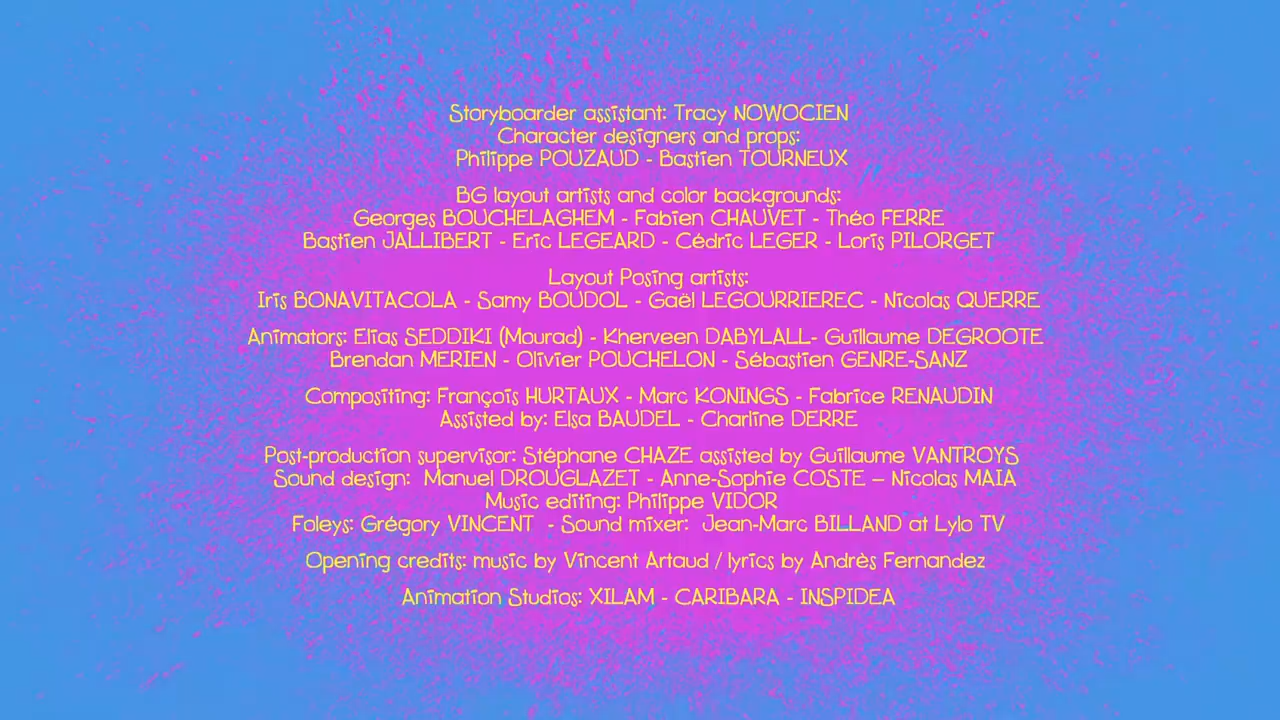 Storyboarder assistant: Tracy NOWOCIEN
Character designers and props:
Philippe POUZAUD - Bastien TOURNEUX
BG layout artists and color backgrounds:
Georges BOUCHELAGHEM - Fabien CHAUVET - Théo FERRE
Bastien JALLIBERT - Eric LEGEARD - Cédric LEGER - Loris PILORGET
Layout Posing artists:
Iris BONAVITACOLA - Samy BOUDOL - Gaël LEGOURRIEREC - Nicolas QUERRE
Animators: Elias SEDDIKI (Mourad) - Kherveen DABYLALL- Guillaume DEGROOTE
Brendan MERIEN - Olivier POUCHELON - Sébastien GENRE-SANZ
Compositing: François HURTAUX - Marc KONINGS - Fabrice RENAUDIN
Assisted by: Elsa BAUDEL - Charline DERRE
Post-production supervisor: Stéphane CHAZE assisted by Guillaume VANTROYS
Sound design:  Manuel DROUGLAZET - Anne-Sophie COSTE – Nicolas MAIA
Music editing: Philippe VIDOR
Foleys: Grégory VINCENT  - Sound mixer:  Jean-Marc BILLAND at Lylo TV
Opening credits: music by Vincent Artaud / lyrics by Andrès Fernandez
Animation Studios: XILAM - CARIBARA - INSPIDEA